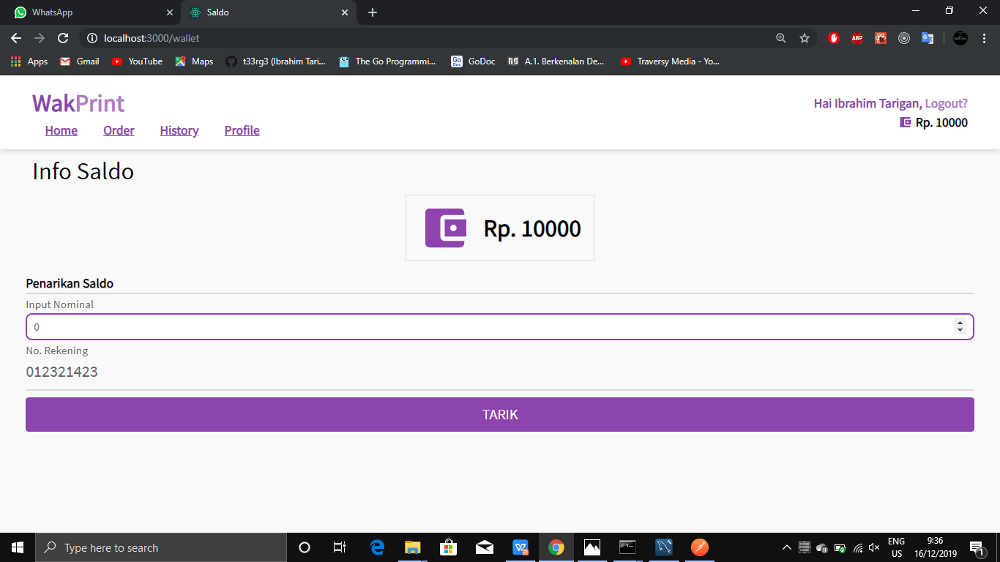 WhatsApp
Saldo
localhost:3000/wallet
Apps Gmail YouTube Maps t33rg3 (Ibrahim Tari... The Go Programmi... GoDoc A.1. Berkenalan De... Traversy Media - Yo...
WakPrint
Hai Ibrahim Tarigan, Logout?
Rp. 10000
Home Order History Profile
Info Saldo
Rp. 10000
Penarikan Saldo
Input Nominal
0
No. Rekening
012321423
TARIK
Type here to search
ENG
US
9:36
16/12/2019
1